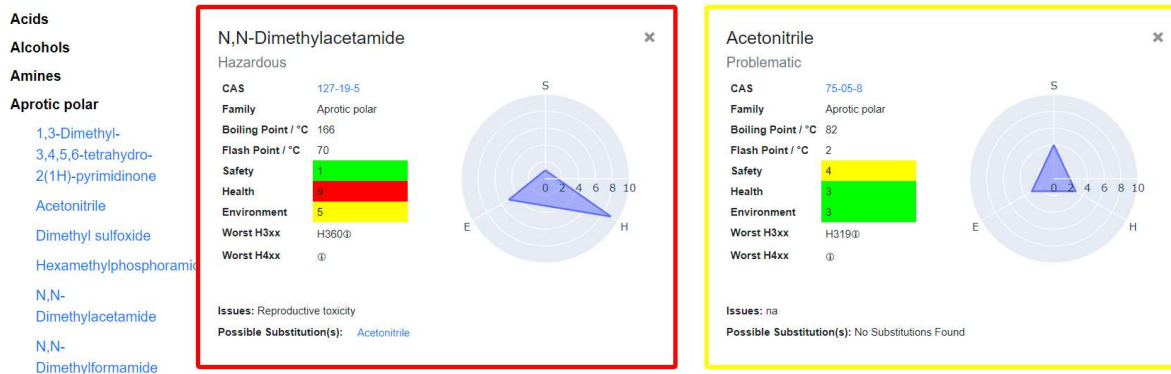 Acids
Alcohols
Amines
Aprotic polar
1,3-Dimethyl-
3,4,5,6-tetrahydro-
2(1H)-pyrimidinone
Acetonitrile
Dimethyl sulfoxide
Hexamethylphosphoramid
N,N-
Dimethylacetamide
N,N-
Dimethylformamide
N,N-Dimethylacetamide ×
Hazardous
CAS 127-19-5
Family Aprotic polar
Boiling Point / °C 166
Flash Point / °C 70
Safety 1
Health 9
Environment 5
Worst H3xx H360ⓘ
Worst H4xx ⓘ
S
0 2 4 6 8 10
E H
Issues: Reproductive toxicity
Possible Substitution(s): Acetonitrile
Acetonitrile ×
Problematic
CAS 75-05-8
Family Aprotic polar
Boiling Point / °C 82
Flash Point / °C 2
Safety 4
Health 3
Environment 3
Worst H3xx H319ⓘ
Worst H4xx ⓘ
S
0 2 4 6 8 10
E H
Issues: na
Possible Substitution(s): No Substitutions Found